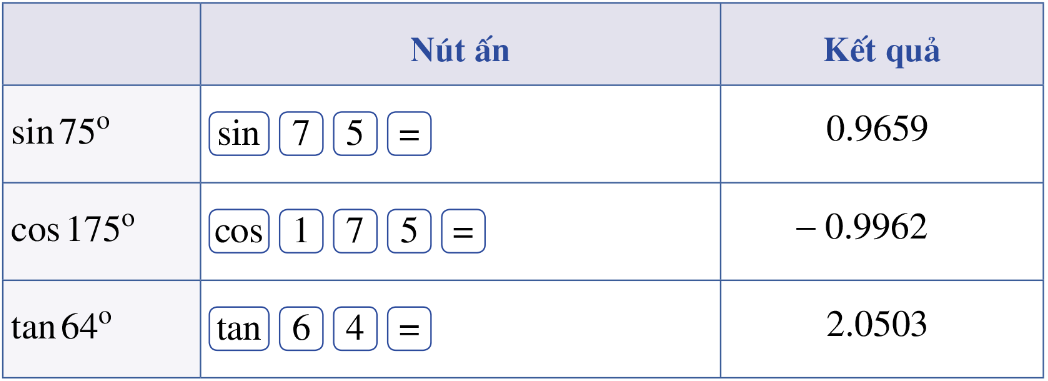 Nút ấn Kết quả
sin 75° sin 7 5 = 0.9659
cos 175° cos 1 7 5 = – 0.9962
tan 64° tan 6 4 = 2.0503